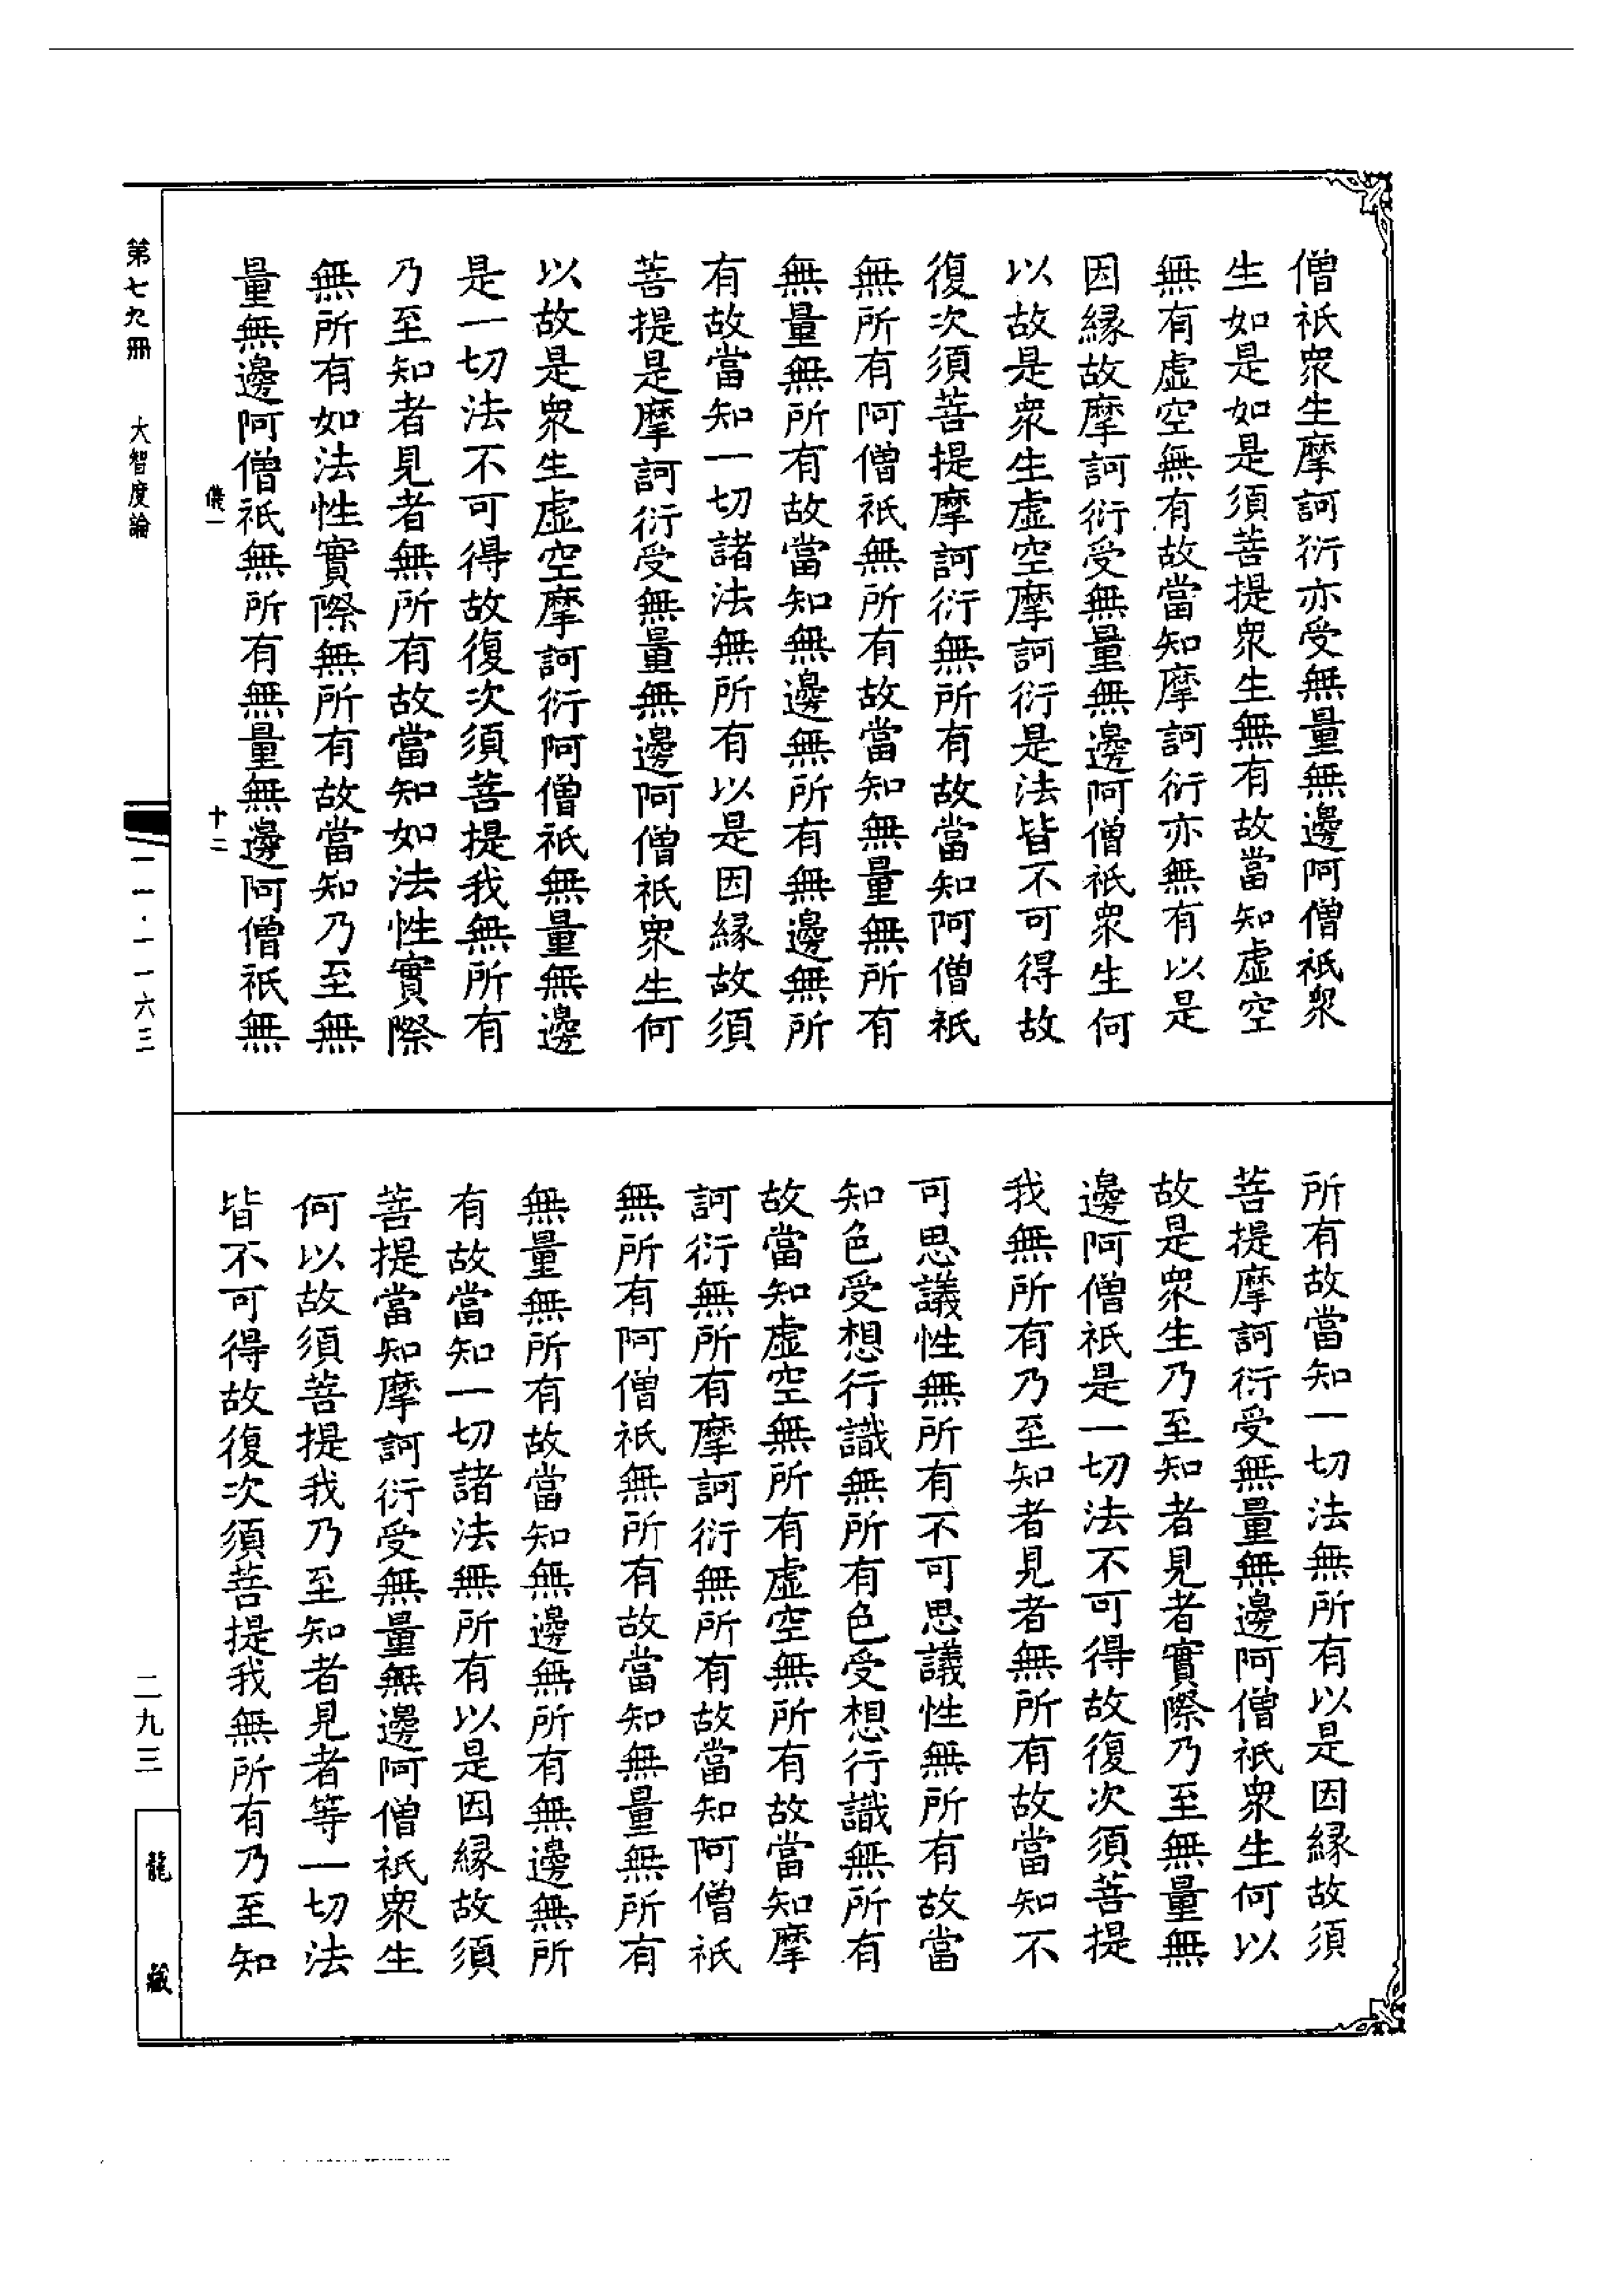 僧祇衆生摩訶衍亦受無量無邊阿僧祇衆
生如是如是須菩提衆生無有故當知虛空
無有虛空無有故當知摩訶衍亦無有以是
因緣故摩訶衍受無量無邊阿僧祇衆生何
以故是衆生虛空摩訶衍是法皆不可得故
復次須菩提摩訶衍無所有故當知阿僧祇
無所有阿僧祇無所有故當知無量無所有
無量無所有故當知無邊無所有無邊無所
有故當知一切諸法無所有以是因緣故須
菩提是摩訶衍受無量無邊阿僧祇衆生何
以故是衆生虛空摩訶衍阿僧祇無量無邊
是一切法不可得故復次須菩提我無所有
乃至知者見者無所有故當知如法性實際
無所有如法性實際無所有故當知乃至無
量無邊阿僧祇無所有無量無邊阿僧祇無
儀一
十二
所有故當知一切法無所有以是因緣故須
菩提摩訶衍受無量無邊阿僧祇衆生何以
故是衆生乃至知者見者實際乃至無量無
邊阿僧祇是一切法不可得故復次須菩提
我無所有乃至知者見者無所有故當知不
可思議性無所有不可思議性無所有故當
知色受想行識無所有色受想行識無所有
故當知虛空無所有虛空無所有故當知摩
訶衍無所有摩訶衍無所有故當知阿僧祇
無所有阿僧祇無所有故當知無量無所有
無量無所有故當知無邊無所有無邊無所
有故當知一切諸法無所有以是因緣故須
菩提當知摩訶衍受無量無邊阿僧祇衆生
何以故須菩提我乃至知者見者等一切法
皆不可得故復次須菩提我無所有乃至知
第七九冊 大智度論
一一·一一六三
二九三
龍藏